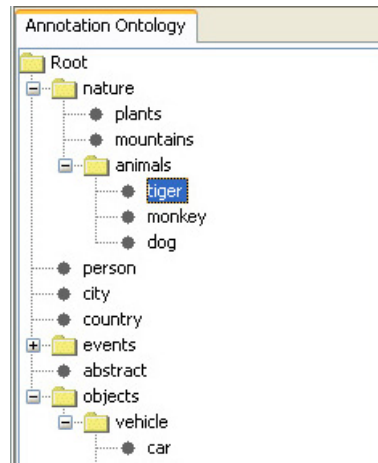 Annotation Ontology
Root
nature
plants
mountains
animals
tiger
monkey
dog
person
city
country
events
abstract
objects
vehicle
car